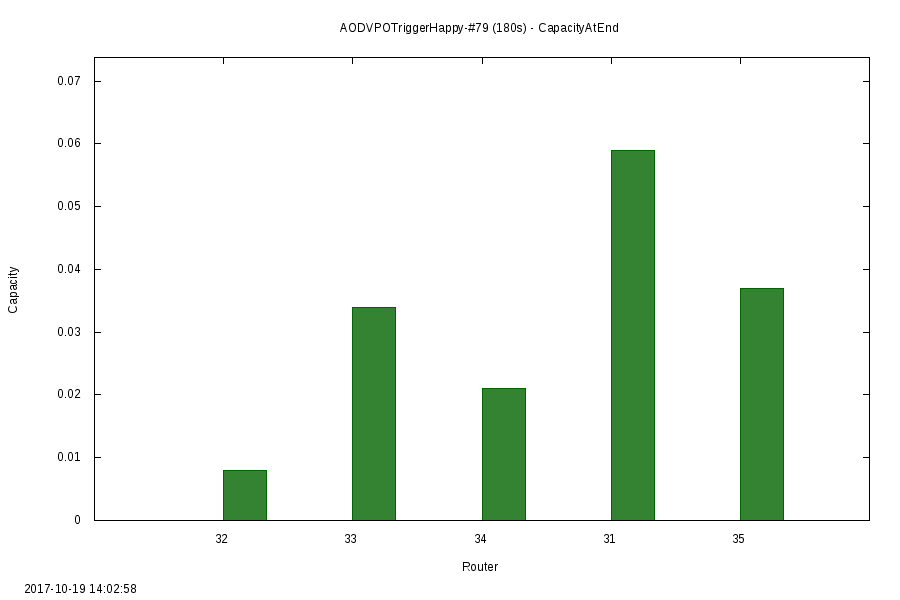 AODVPOTriggerHappy-#79 (180s) - CapacityAtEnd
0.07
0.06
0.05
0.04
0.03
0.02
0.01
0
Capacity
32 33 34 31 35
Router
2017-10-19 14:02:58